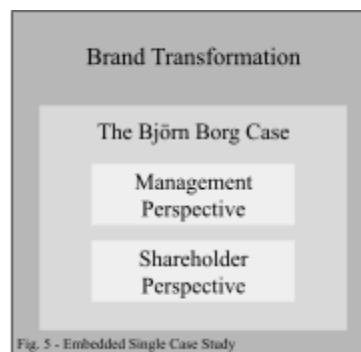 Brand Transformation
The Björn Borg Case
Management
Perspective
Shareholder
Perspective
Fig. 5 - Embedded Single Case Study